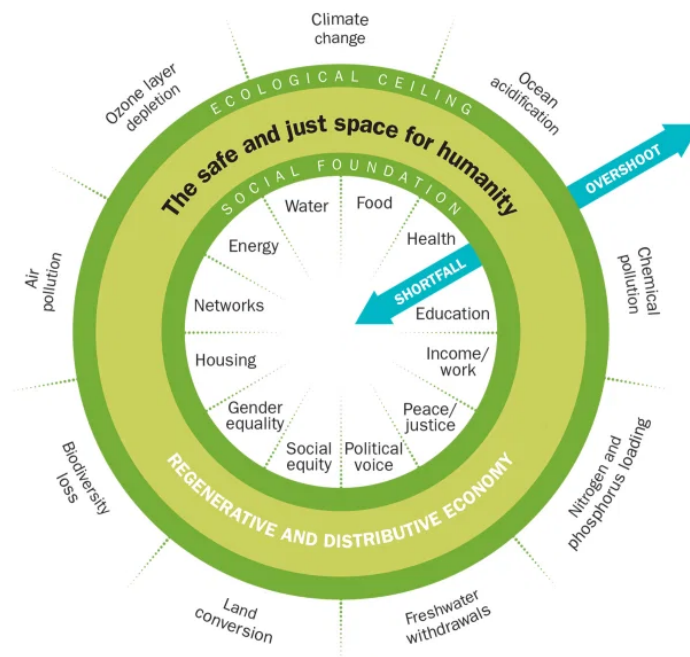 Climate
change
Ozone layer
depletion
Ocean
acidification
ECOLOGICAL CEILING
The safe and just space for humanity
OVERSHOOT
SOCIAL FOUNDATION
Water
Food
Energy
Health
SHORTFALL
Air
pollution
Chemical
pollution
Networks
Education
Housing
Income/
work
Gender
equality
Peace/
justice
Social
equity
Political
voice
Biodiversity
loss
REGENERATIVE AND DISTRIBUTIVE ECONOMY
Nitrogen and
phosphorus loading
Land
conversion
Freshwater
withdrawals